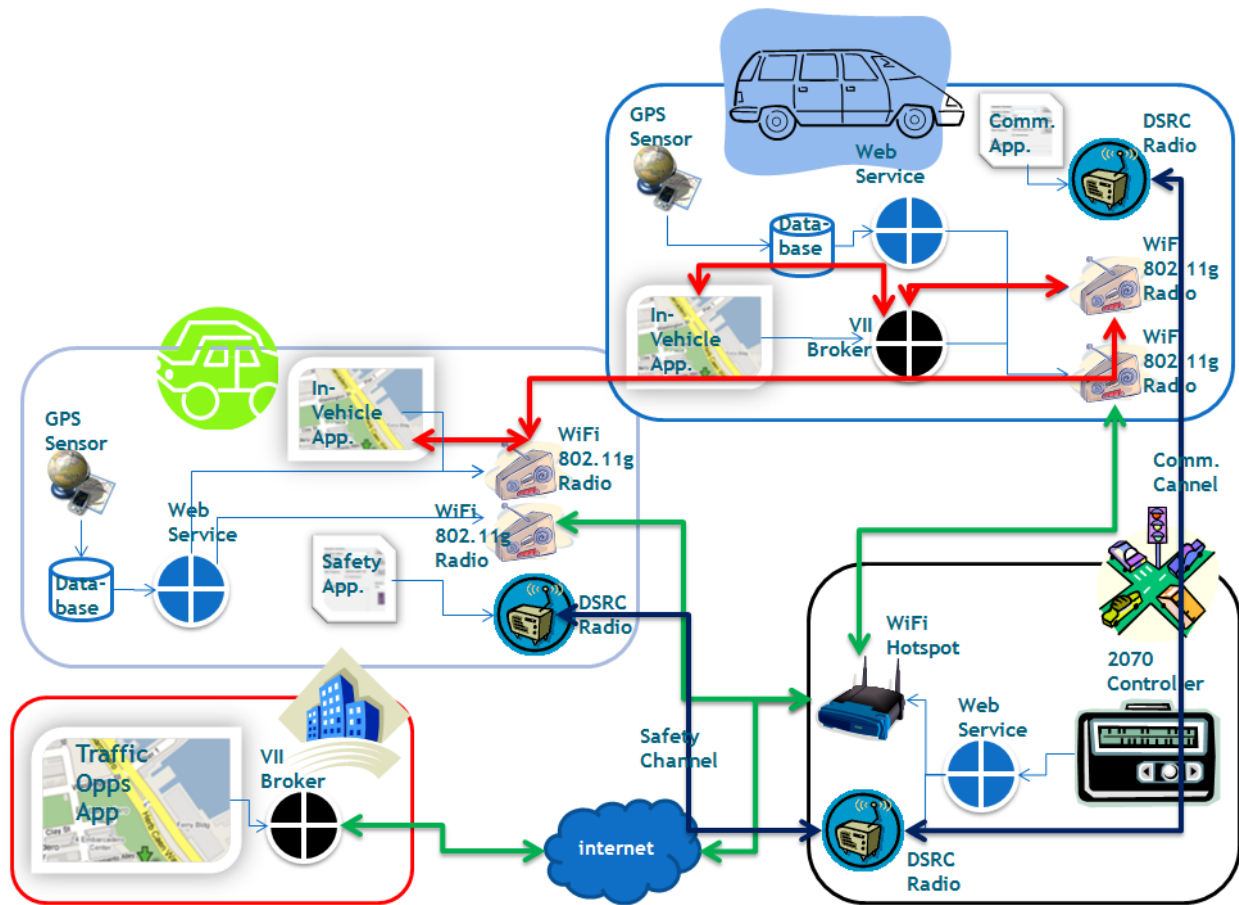 GPS
Sensor
Comm.
App.
DSRC
Radio
Web
Service
Data-
base
WiFi
802.11g
Radio
In-
Vehicle
App.
VII
Broker
WiFi
802.11g
Radio
In-
Vehicle
App.
GPS
Sensor
WiFi
802.11g
Radio
Web
Service
WiFi
802.11g
Radio
Safety
App.
Data-
base
DSRC
Radio
Comm.
Cannel
WiFi
Hotspot
2070
Controller
Web
Service
Safety
Channel
DSRC
Radio
Traffic
Opps
App
VII
Broker
internet